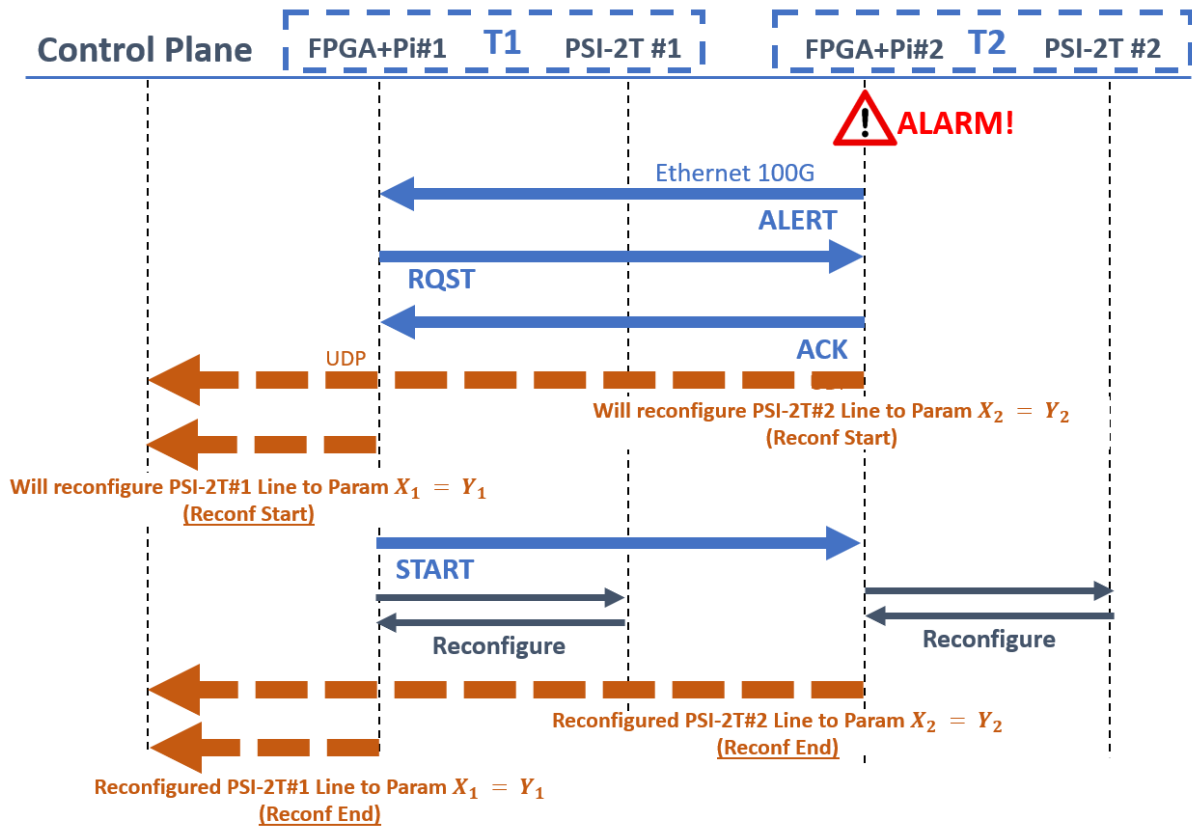 Control Plane
FPGA+Pi#1 T1 PSI-2T #1
FPGA+Pi#2 T2 PSI-2T #2
ALARM!
Ethernet 100G
ALERT
RQST
ACK
UDP
Will reconfigure PSI-2T#2 Line to Param X₂ = Y₂
(Reconf Start)
Will reconfigure PSI-2T#1 Line to Param X₁ = Y₁
(Reconf Start)
START
Reconfigure
Reconfigure
Reconfigured PSI-2T#2 Line to Param X₂ = Y₂
(Reconf End)
Reconfigured PSI-2T#1 Line to Param X₁ = Y₁
(Reconf End)